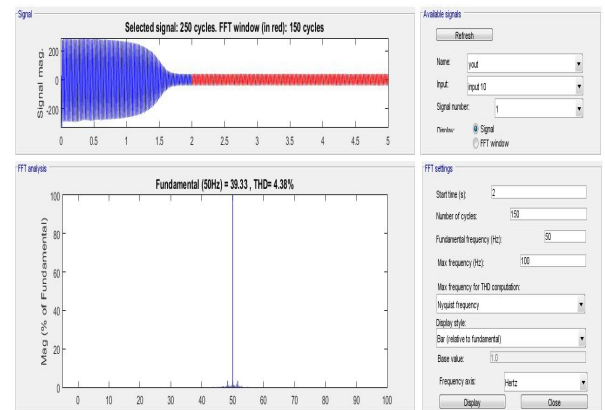 Signal
Selected signal: 250 cycles. FFT window (in red): 150 cycles
Signal mag.
200
0
-200
0 0.5 1 1.5 2 2.5 3 3.5 4 4.5 5
FFT analysis
Fundamental (50Hz) = 39.33 , THD= 4.38%
Mag (% of Fundamental)
100
80
60
40
20
0
0 10 20 30 40 50 60 70 80 90 100
Available signals
Refresh
Name: yout
Input: input 10
Signal number: 1
Display: Signal
FFT window
FFT settings
Start time (s): 2
Number of cycles: 150
Fundamental frequency (Hz): 50
Max frequency (Hz): 100
Max frequency for THD computation:
Nyquist frequency
Display style:
Bar (relative to fundamental)
Base value: 1.0
Frequency axis: Hertz
Display Close